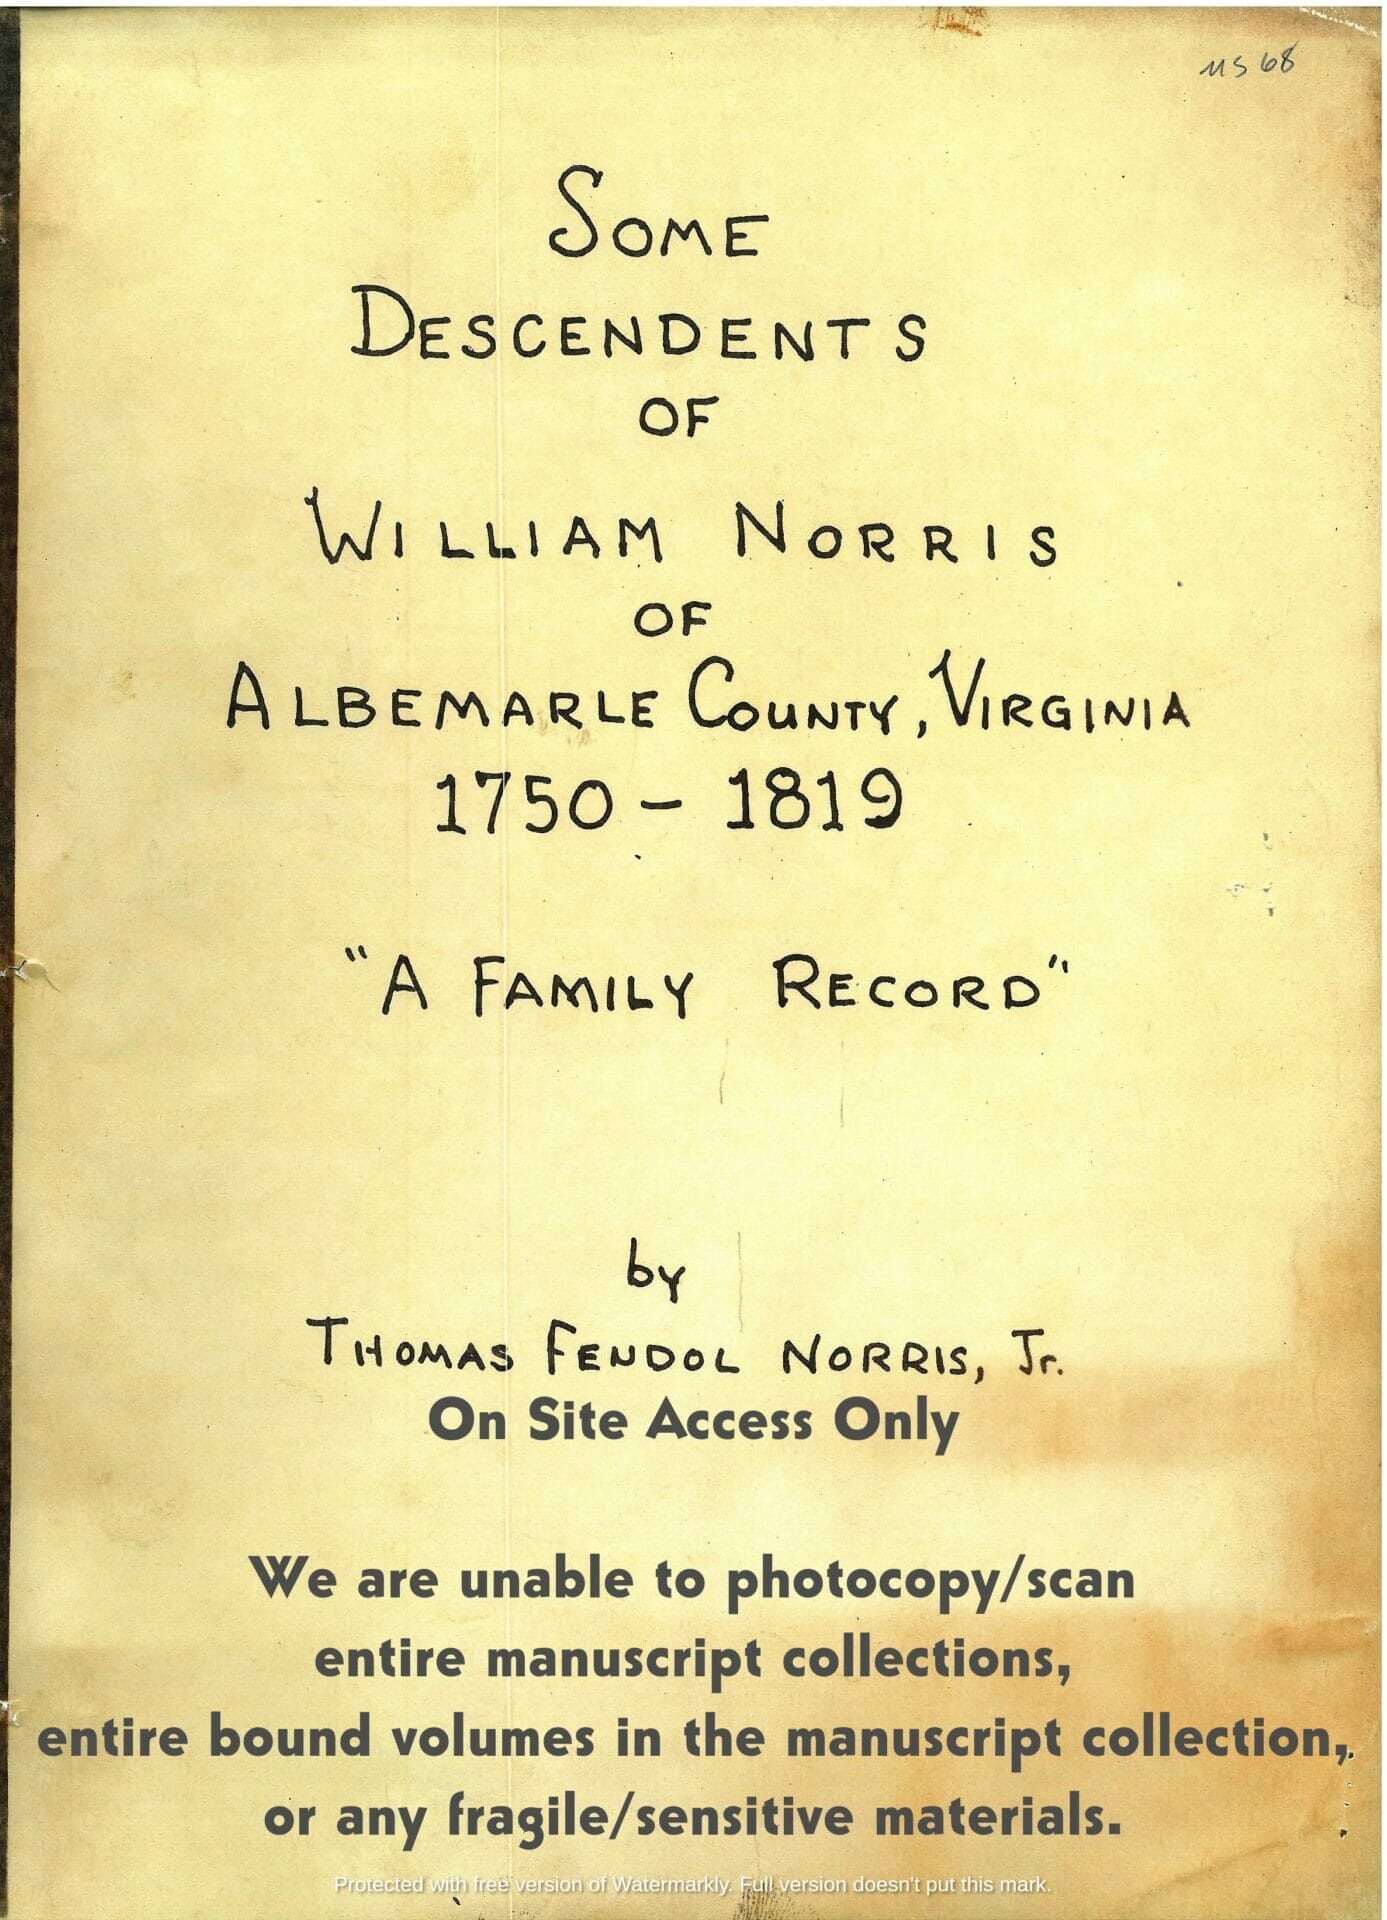 MS 68
SOME
DESCENDENTS
OF
WILLIAM NORRIS
OF
ALBEMARLE COUNTY, VIRGINIA
1750 – 1819
"A FAMILY RECORD"
by
THOMAS FENDOL NORRIS, Jr.
On Site Access Only
We are unable to photocopy/scan
entire manuscript collections,
entire bound volumes in the manuscript collection,
or any fragile/sensitive materials.
Protected with free version of Watermarkly. Full version doesn't put this mark.